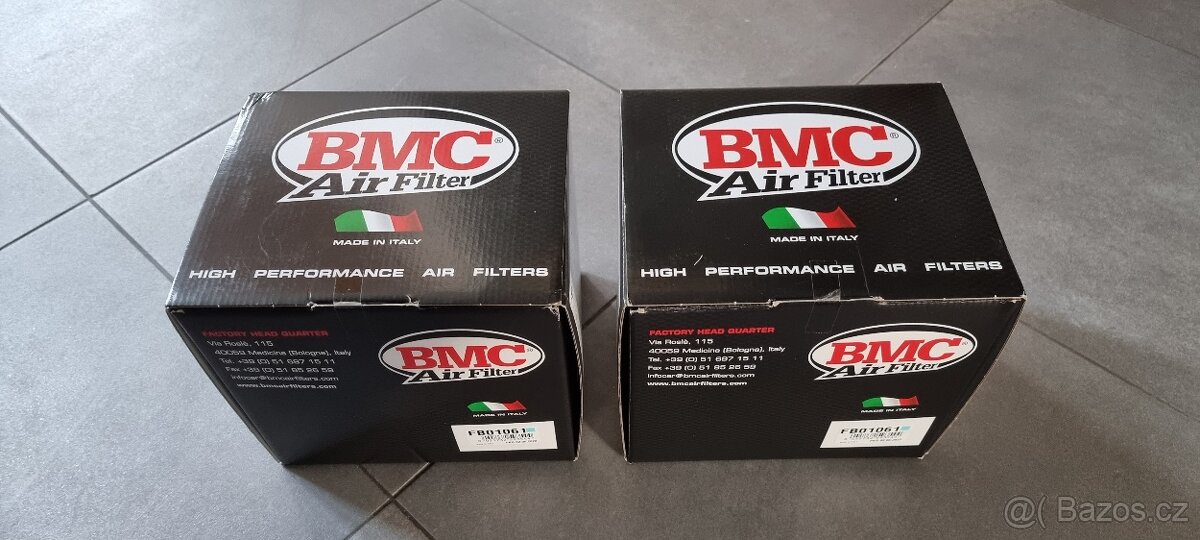 BMC®
Air Filter
MADE IN ITALY
HIGH PERFORMANCE AIR FILTERS
FACTORY HEAD QUARTER
Via Roslè, 115
40059 Medicina (Bologna), Italy
Tel. +39 (0) 51 697 15 11
Fax +39 (0) 51 95 26 59
infocar@bmcairfilters.com
www.bmcairfilters.com
BMC®
Air Filter
MADE IN ITALY
FB01061
BMC®
Air Filter
MADE IN ITALY
HIGH PERFORMANCE AIR FILTERS
FACTORY HEAD QUARTER
Via Roslè, 115
40059 Medicina (Bologna), Italy
Tel. +39 (0) 51 697 15 11
Fax +39 (0) 51 95 26 59
infocar@bmcairfilters.com
www.bmcairfilters.com
BMC®
Air Filter
MADE IN ITALY
FB01061
@( Bazos.cz